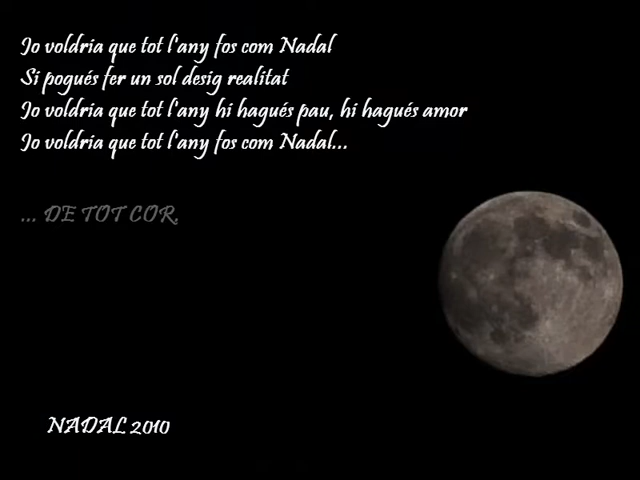 Jo voldria que tot l'any fos com Nadal
Si pogués fer un sol desig realitat
Jo voldria que tot l'any hi hagués pau, hi hagués amor
Jo voldria que tot l'any fos com Nadal...
... DE TOT COR.
NADAL 2010